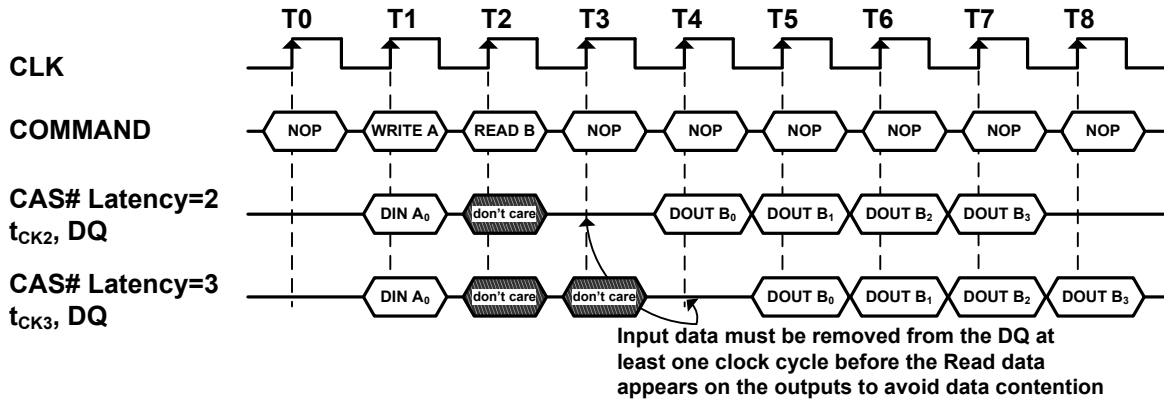 T0 T1 T2 T3 T4 T5 T6 T7 T8
CLK
COMMAND NOP WRITE A READ B NOP NOP NOP NOP NOP NOP
CAS# Latency=2
tCK2, DQ DIN A0 don't care DOUT B0 DOUT B1 DOUT B2 DOUT B3
CAS# Latency=3
tCK3, DQ DIN A0 don't care don't care DOUT B0 DOUT B1 DOUT B2 DOUT B3
Input data must be removed from the DQ at
least one clock cycle before the Read data
appears on the outputs to avoid data contention